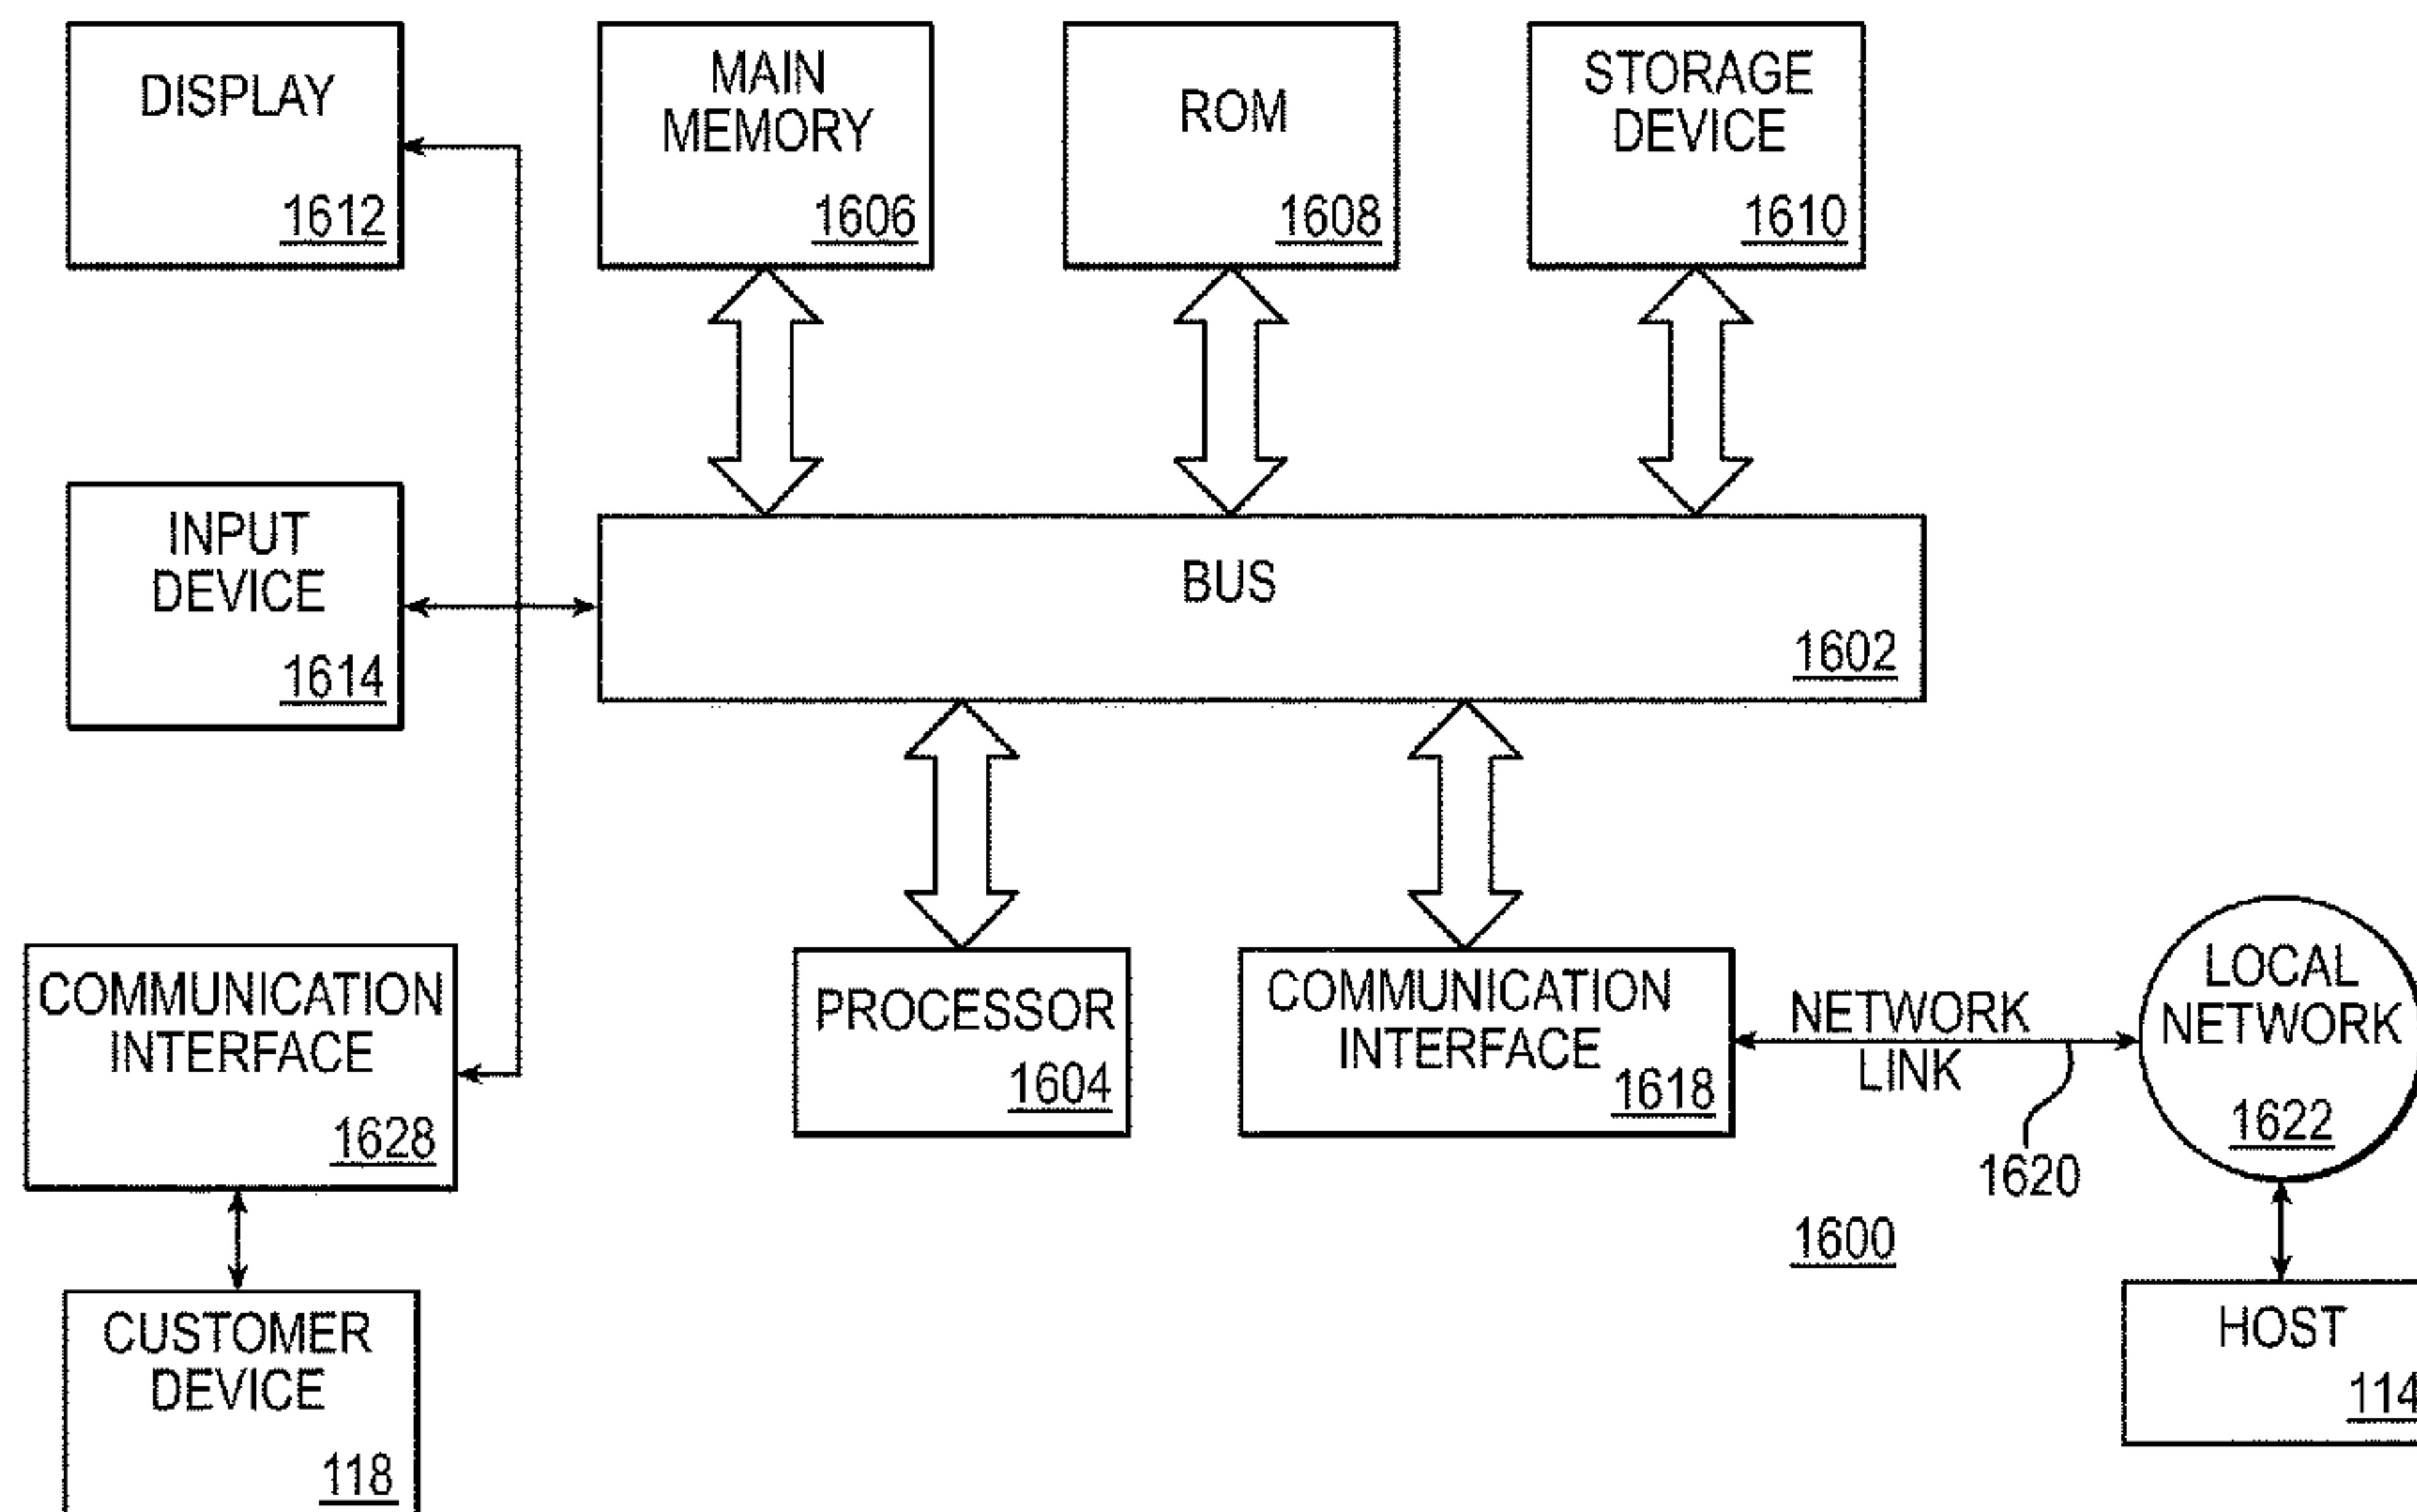 DISPLAY
1612
MAIN
MEMORY
1606
ROM
1608
STORAGE
DEVICE
1610
INPUT
DEVICE
1614
BUS
1602
COMMUNICATION
INTERFACE
1628
PROCESSOR
1604
COMMUNICATION
INTERFACE
1618
NETWORK
LINK
1620
LOCAL
NETWORK
1622
1600
CUSTOMER
DEVICE
118
HOST
114